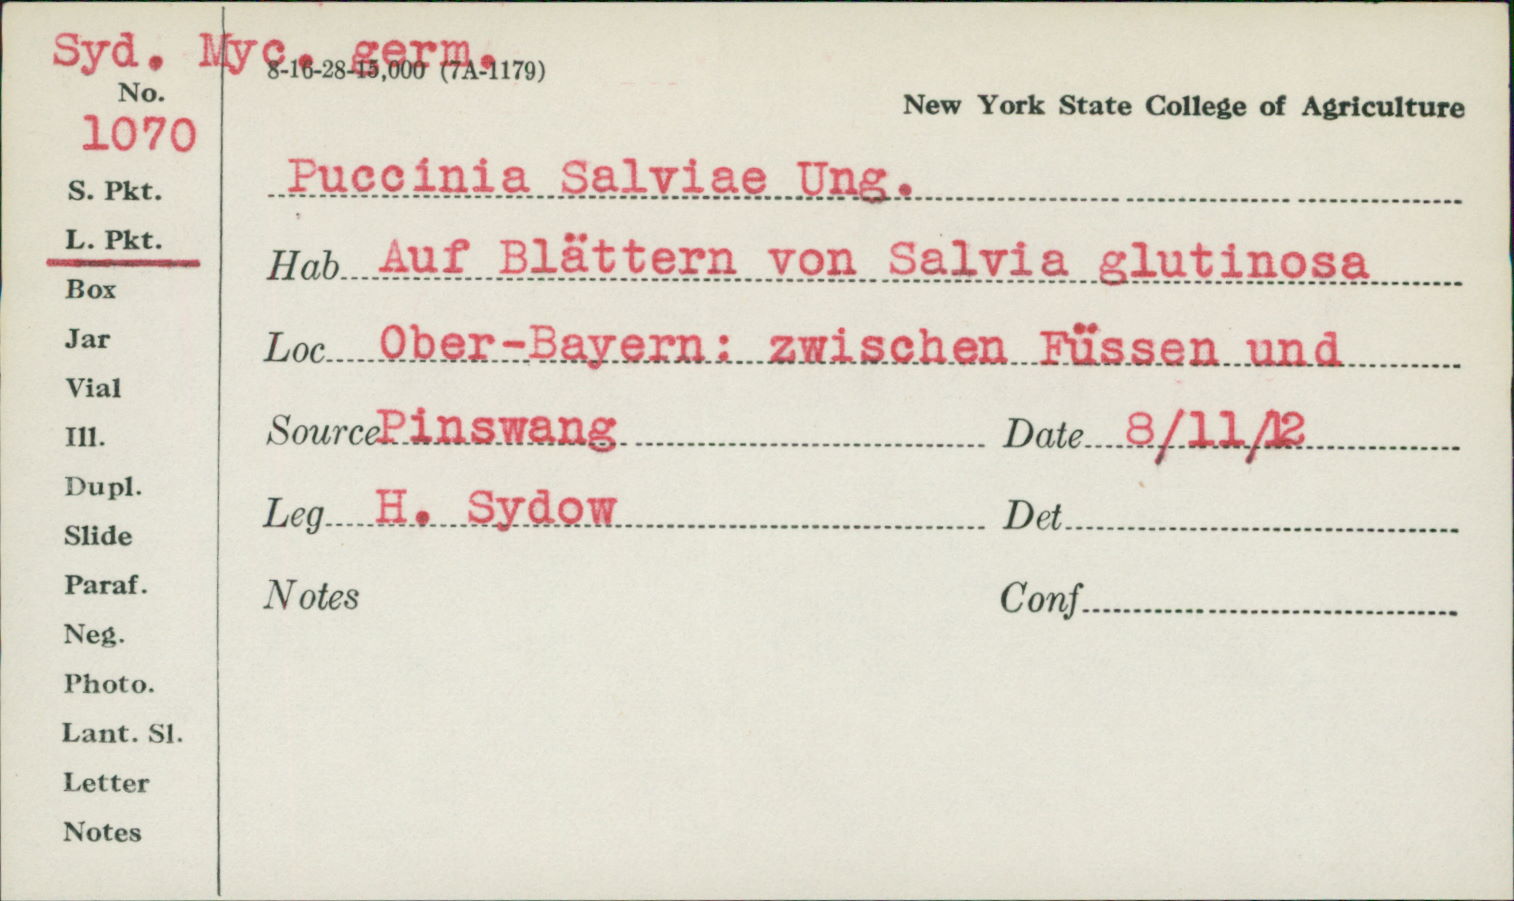 Syd. Myc. germ.
8-16-28-15,000 (7A-1179)
No.
1070
New York State College of Agriculture
Puccinia Salviae Ung.
S. Pkt.
L. Pkt.
Hab Auf Blättern von Salvia glutinosa
Box
Jar
Loc Ober-Bayern: zwischen Füssen und
Vial
Ill.
Source Pinswang Date 8/11/12
Dupl.
Leg H. Sydow Det
Slide
Paraf.
Notes Conf
Neg.
Photo.
Lant. Sl.
Letter
Notes